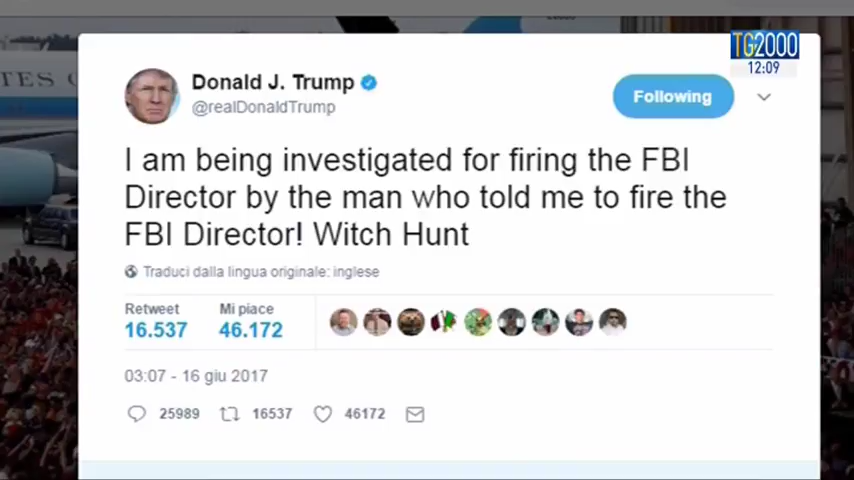 TG2000
12:09
TES
Donald J. Trump
@realDonaldTrump
Following
I am being investigated for firing the FBI
Director by the man who told me to fire the
FBI Director! Witch Hunt
Traduci dalla lingua originale: inglese
Retweet Mi piace
16.537 46.172
03:07 - 16 giu 2017
25989 16537 46172